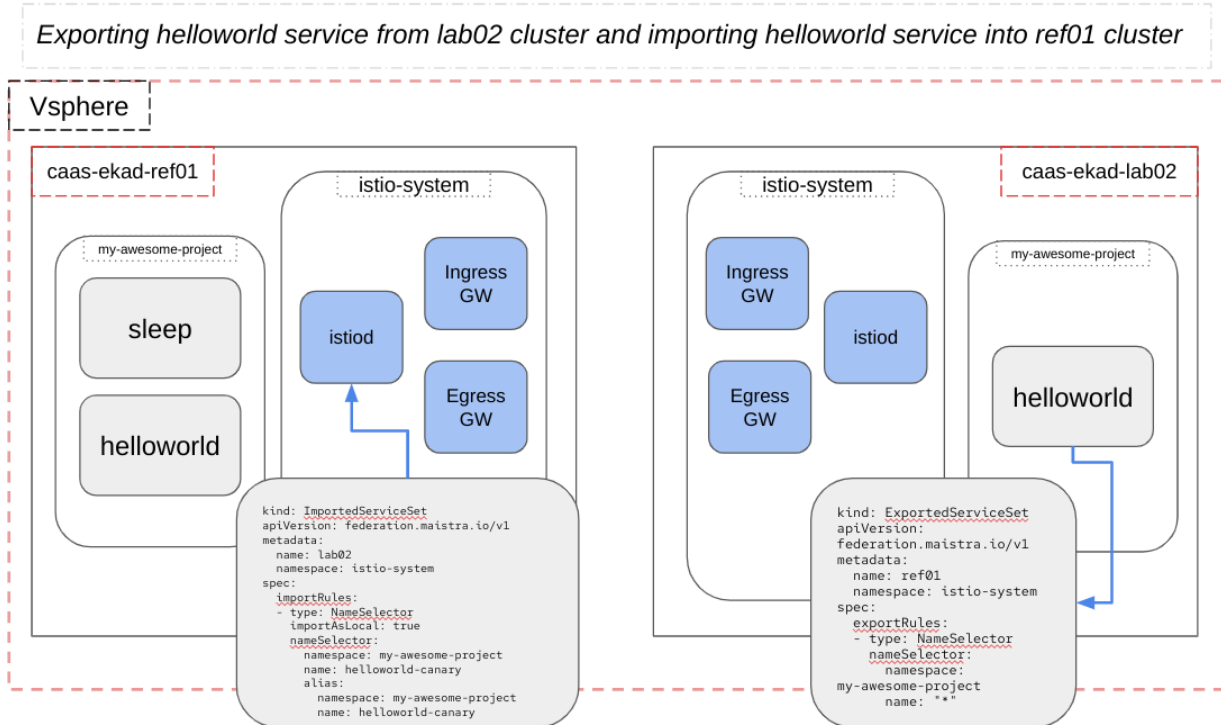 Exporting helloworld service from lab02 cluster and importing helloworld service into ref01 cluster
Vsphere
caas-ekad-ref01
istio-system
my-awesome-project
sleep
helloworld
istiod
Ingress
GW
Egress
GW
kind: ImportedServiceSet
apiVersion: federation.maistra.io/v1
metadata:
  name: lab02
  namespace: istio-system
spec:
  importRules:
  - type: NameSelector
    importAsLocal: true
    nameSelector:
      namespace: my-awesome-project
      name: helloworld-canary
      alias:
        namespace: my-awesome-project
        name: helloworld-canary
istio-system
caas-ekad-lab02
Ingress
GW
istiod
Egress
GW
my-awesome-project
helloworld
kind: ExportedServiceSet
apiVersion:
federation.maistra.io/v1
metadata:
  name: ref01
  namespace: istio-system
spec:
  exportRules:
  - type: NameSelector
    nameSelector:
      namespace:
my-awesome-project
      name: "*"